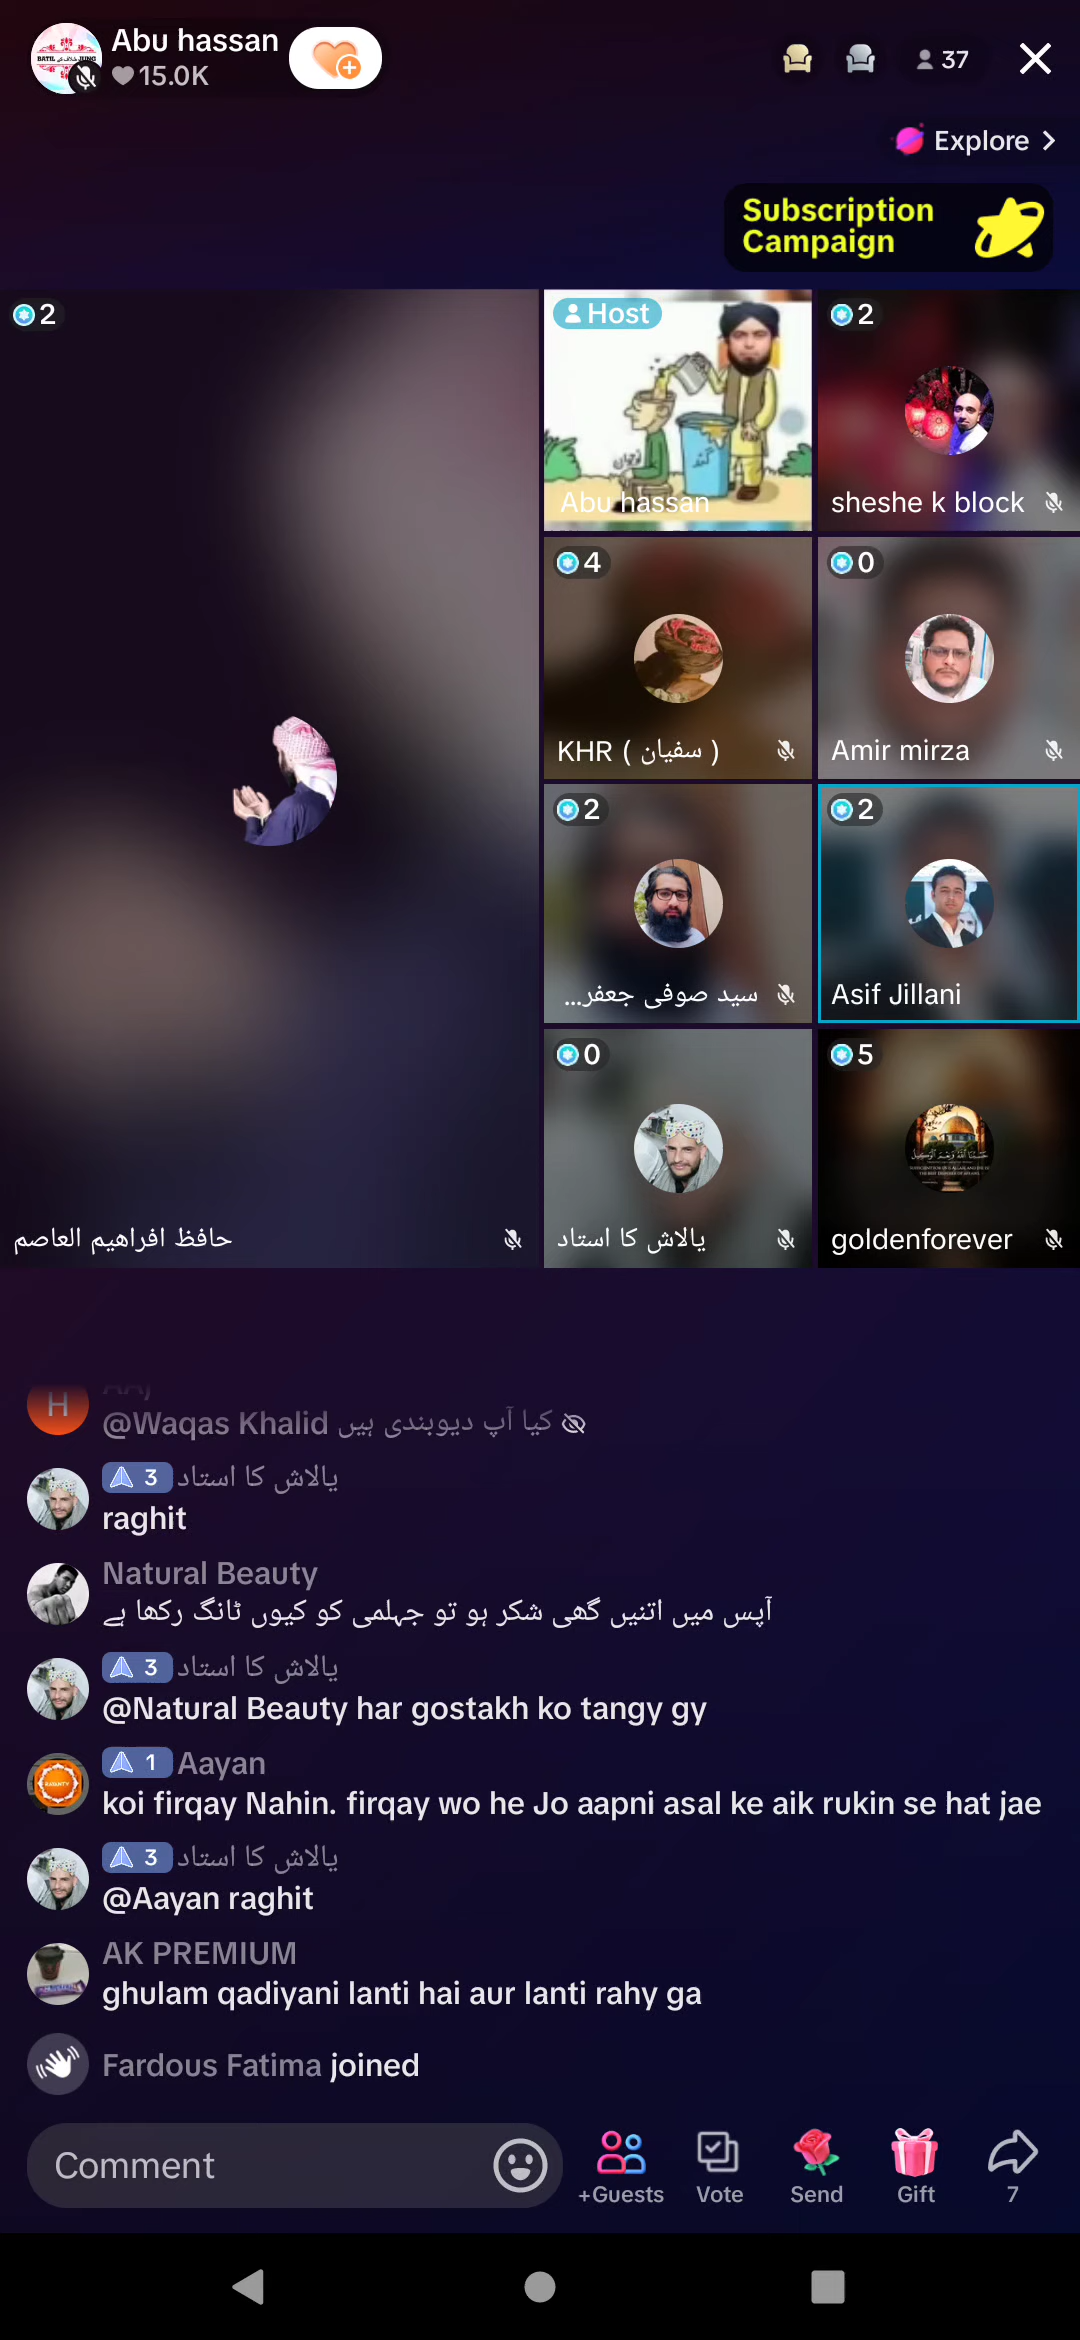 Abu hassan
15.0K
37
Explore
Subscription
Campaign
2
Host
گند
نوجوان
Abu hassan
2
sheshe k block
4
KHR ( سفیان )
0
Amir mirza
2
سید صوفی جعفر...
2
Asif Jillani
حافظ افراهيم العاصم
0
یالاش کا استاد
5
goldenforever
@Waqas Khalid کیا آپ دیوبندی ہیں
H
3 یالاش کا استاد
raghit
Natural Beauty
آپس میں اتنیں گھی شکر ہو تو جہلمی کو کیوں ٹانگ رکھا ہے
3 یالاش کا استاد
@Natural Beauty har gostakh ko tangy gy
1 Aayan
koi firqay Nahin. firqay wo he Jo aapni asal ke aik rukin se hat jae
3 یالاش کا استاد
@Aayan raghit
AK PREMIUM
ghulam qadiyani lanti hai aur lanti rahy ga
Fardous Fatima joined
Comment
+Guests
Vote
Send
Gift
7